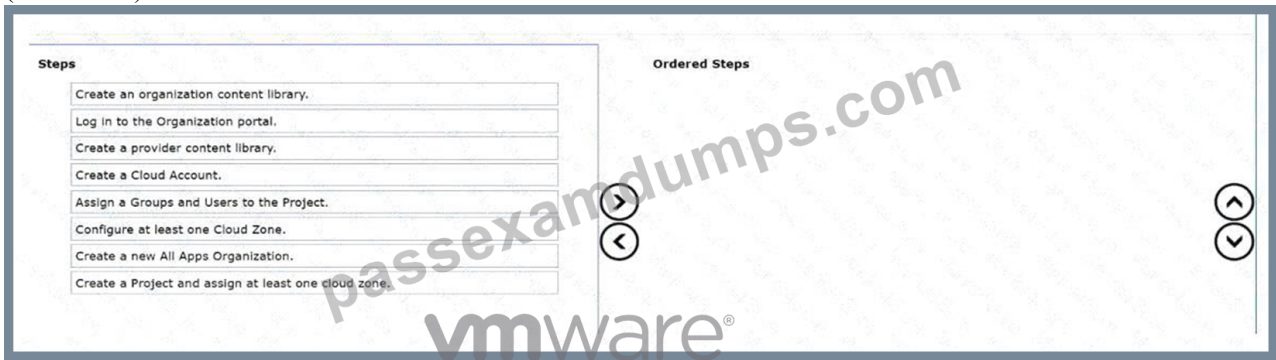 Steps
Ordered Steps
Create an organization content library.
Log in to the Organization portal.
Create a provider content library.
Create a Cloud Account.
Assign a Groups and Users to the Project.
Configure at least one Cloud Zone.
Create a new All Apps Organization.
Create a Project and assign at least one cloud zone.
passexamdumps.com
vmware®